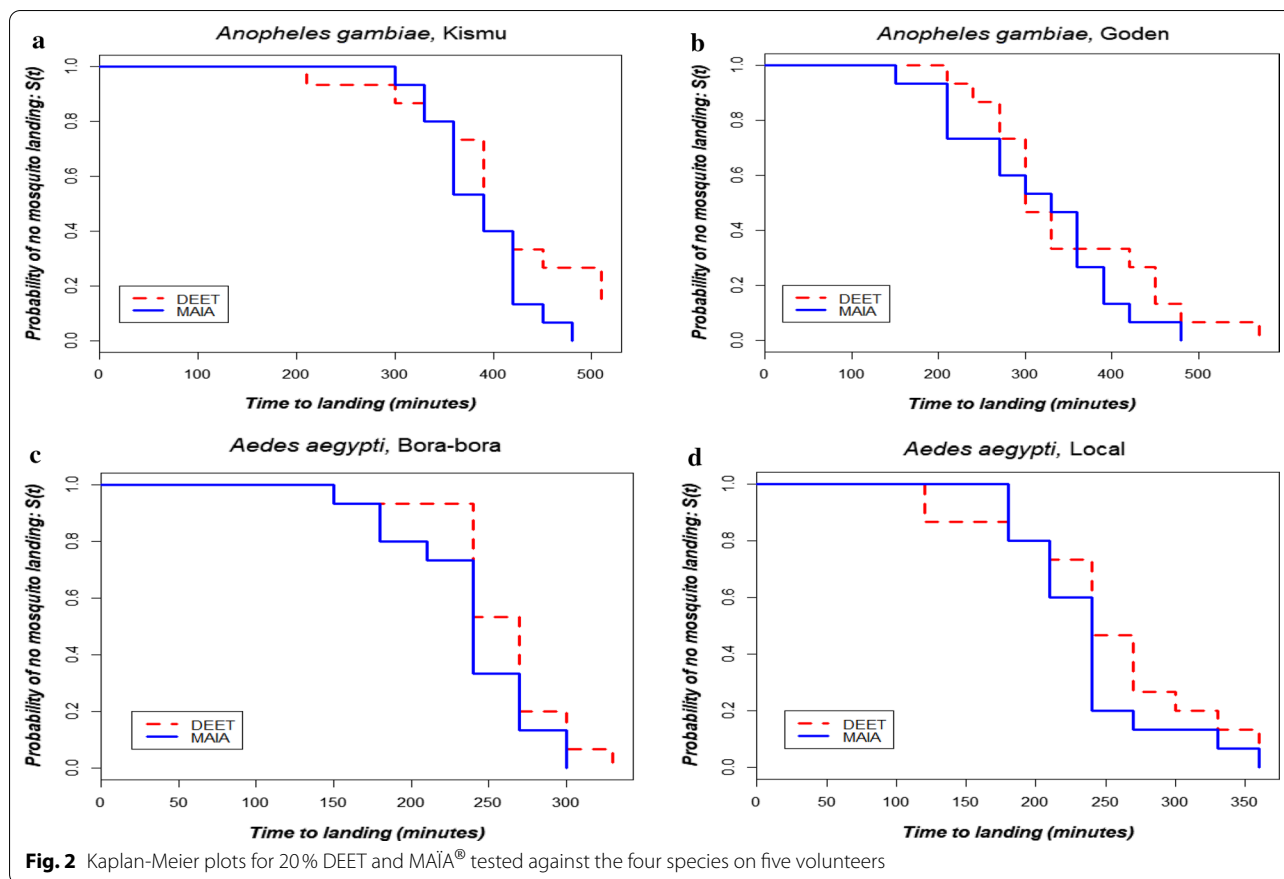 a
Anopheles gambiae, Kismu
Probability of no mosquito landing: S(t)
1.0
0.8
0.6
0.4
0.2
0.0
DEET
MAIA
0 100 200 300 400 500
Time to landing (minutes)
b
Anopheles gambiae, Goden
Probability of no mosquito landing: S(t)
1.0
0.8
0.6
0.4
0.2
0.0
DEET
MAIA
0 100 200 300 400 500
Time to landing (minutes)
c
Aedes aegypti, Bora-bora
Probability of no mosquito landing: S(t)
1.0
0.8
0.6
0.4
0.2
0.0
DEET
MAIA
0 50 100 150 200 250 300
Time to landing (minutes)
d
Aedes aegypti, Local
Probability of no mosquito landing: S(t)
1.0
0.8
0.6
0.4
0.2
0.0
DEET
MAIA
0 50 100 150 200 250 300 350
Time to landing (minutes)
Fig. 2 Kaplan-Meier plots for 20% DEET and MAÏA® tested against the four species on five volunteers